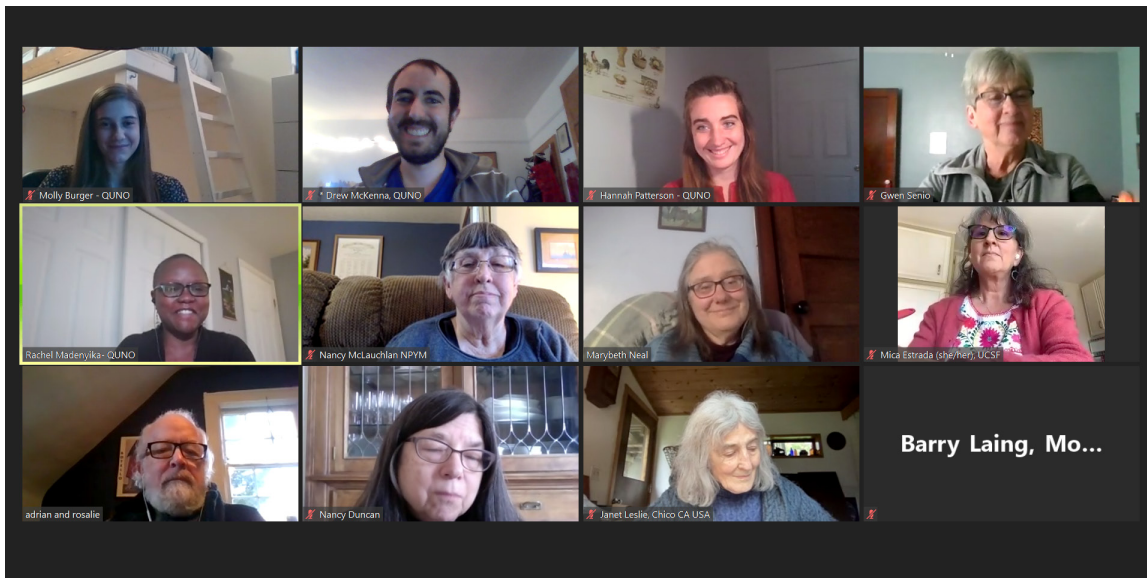 Molly Burger - QUNO
* Drew McKenna, QUNO
Hannah Patterson - QUNO
Gwen Senio
Rachel Madenyika- QUNO
Nancy McLauchlan NPYM
Marybeth Neal
Mica Estrada (she/her), UCSF
adrian and rosalie
Nancy Duncan
Janet Leslie, Chico CA USA
Barry Laing, Mo...